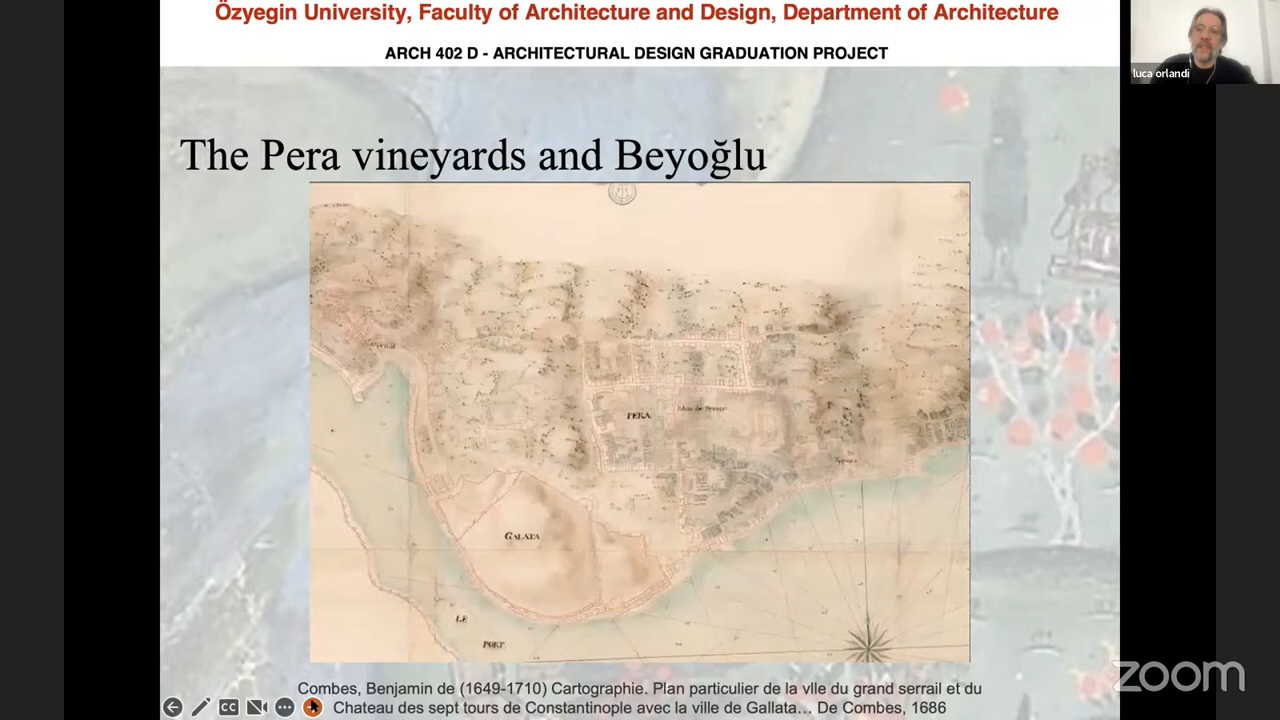 Özyegin University, Faculty of Architecture and Design, Department of Architecture
ARCH 402 D - ARCHITECTURAL DESIGN GRADUATION PROJECT
luca orlandi
The Pera vineyards and Beyoğlu
PERA
GALATA
LE
PORT
zoom
Combes, Benjamin de (1649-1710) Cartographie. Plan particulier de la vlle du grand serrail et du
CC
Chateau des sept tours de Constantinople avec la ville de Gallata... De Combes, 1686